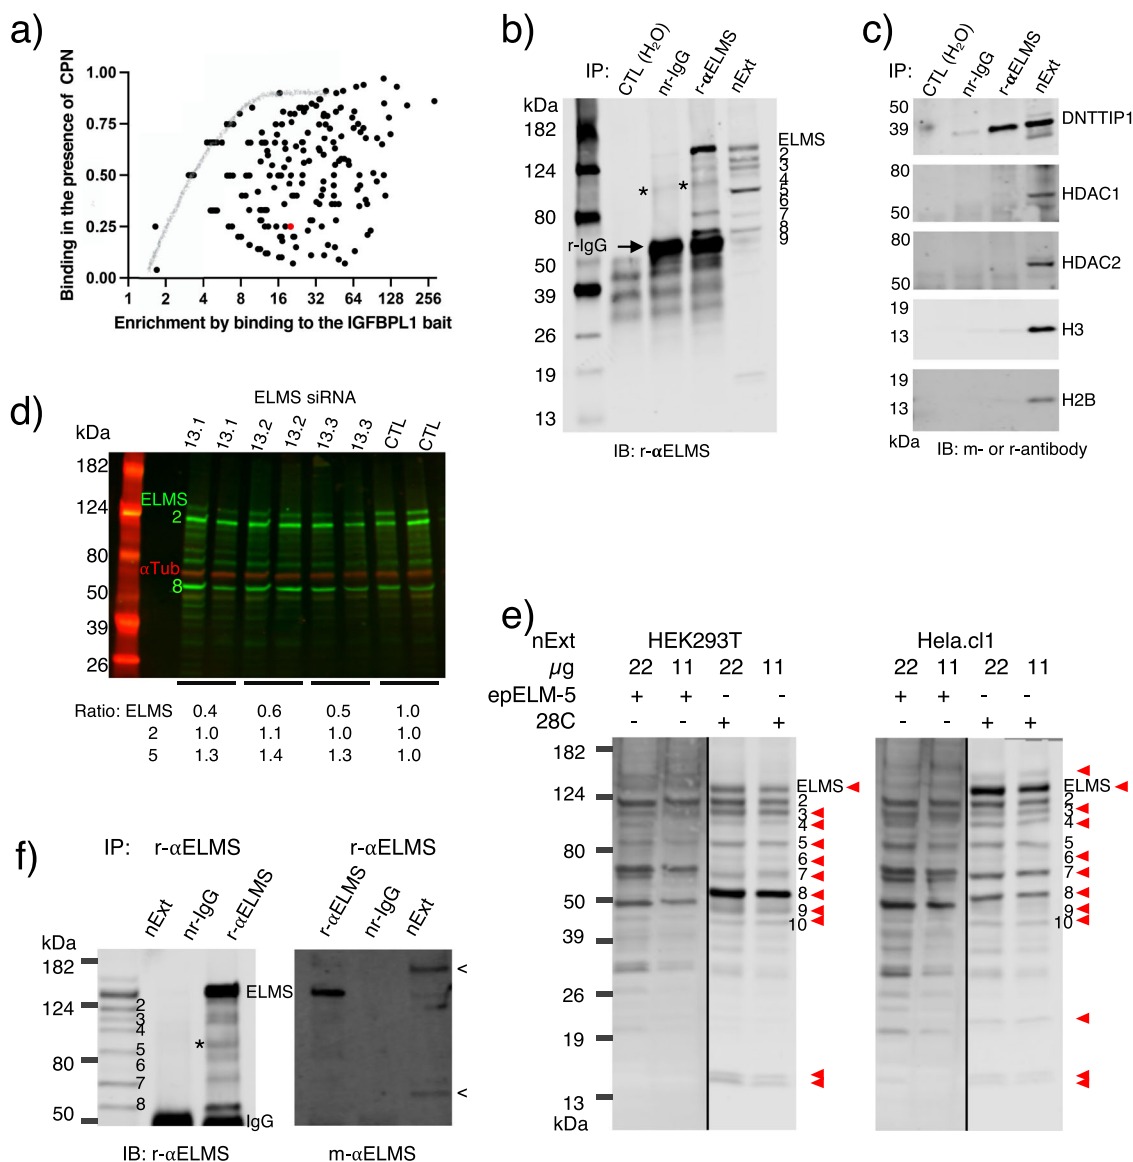 a)
Binding in the presence of CPN
1.00
0.75
0.50
0.25
0.00
1 2 4 8 16 32 64 128 256
Enrichment by binding to the IGFBPL1 bait
b)
IP: CTL (H2O) nr-IgG r-αELMS nExt
kDa
182
124
80
50
39
26
19
13
r-IgG
*
*
ELMS
2
3
4
5
6
7
8
9
IB: r-αELMS
c)
IP: CTL (H2O) nr-IgG r-αELMS nExt
50
39
DNTTIP1
80
50
HDAC1
80
50
HDAC2
19
13
H3
19
13
H2B
kDa
IB: m- or r-antibody
d)
ELMS siRNA
kDa 13.1 13.1 13.2 13.2 13.3 13.3 CTL CTL
182
124
80
50
39
26
ELMS
2
αTub
8
Ratio: ELMS 0.4 0.6 0.5 1.0
2 1.0 1.1 1.0 1.0
5 1.3 1.4 1.3 1.0
e)
nExt HEK293T Hela.cl1
µg 22 11 22 11 22 11 22 11
epELM-5 + + - - + + - -
28C - - + + - - + +
182
124
80
50
39
26
19
13
kDa
ELMS
2
3
4
5
6
7
8
9
10
ELMS
2
3
4
5
6
7
8
9
10
f)
IP: r-αELMS r-αELMS
nExt nr-IgG r-αELMS r-αELMS nr-IgG nExt
kDa
182
124
80
50
2
3
4
5
6
7
8
*
ELMS
IgG
<
<
IB: r-αELMS m-αELMS